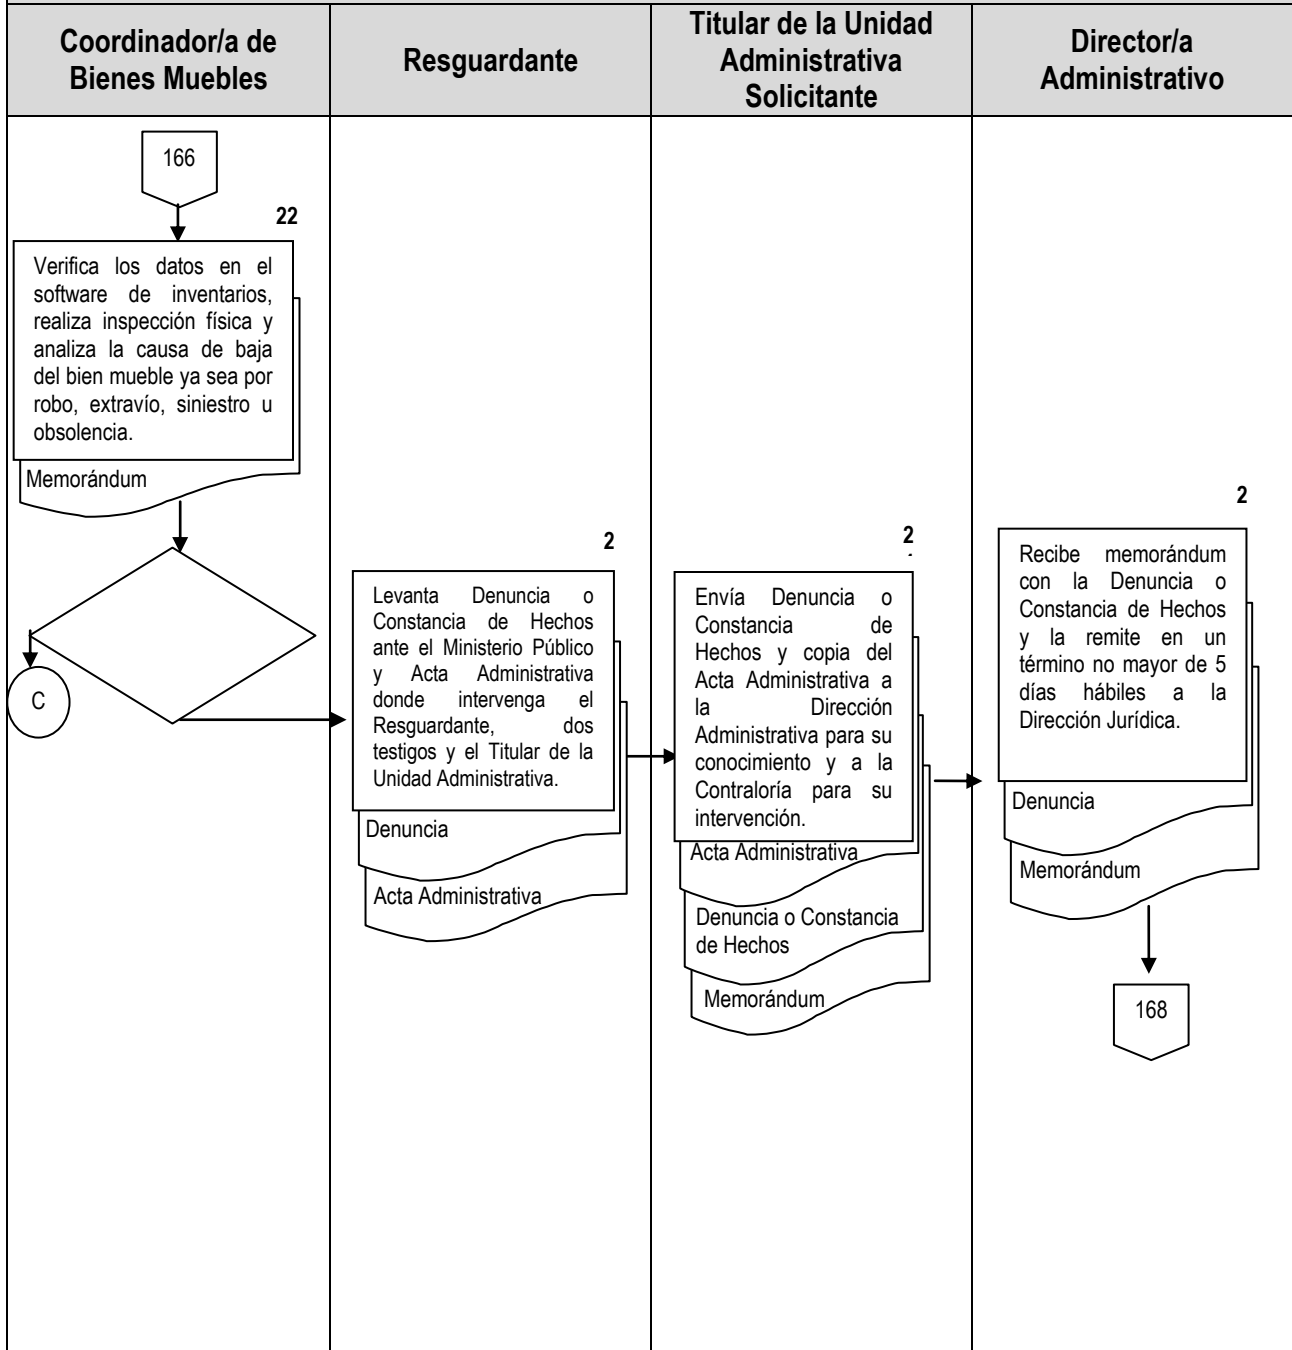 Coordinador/a de
Bienes Muebles
Resguardante
Titular de la Unidad
Administrativa
Solicitante
Director/a
Administrativo
166
22
Verifica los datos en el
software de inventarios,
realiza inspección física y
analiza la causa de baja
del bien mueble ya sea por
robo, extravío, siniestro u
obsolencia.
Memorándum
C
2
Levanta Denuncia o
Constancia de Hechos
ante el Ministerio Público
y Acta Administrativa
donde intervenga el
Resguardante, dos
testigos y el Titular de la
Unidad Administrativa.
Denuncia
Acta Administrativa
2
Envía Denuncia o
Constancia de
Hechos y copia del
Acta Administrativa a
la Dirección
Administrativa para su
conocimiento y a la
Contraloría para su
intervención.
Acta Administrativa
Denuncia o Constancia
de Hechos
Memorándum
2
Recibe memorándum
con la Denuncia o
Constancia de Hechos
y la remite en un
término no mayor de 5
días hábiles a la
Dirección Jurídica.
Denuncia
Memorándum
168